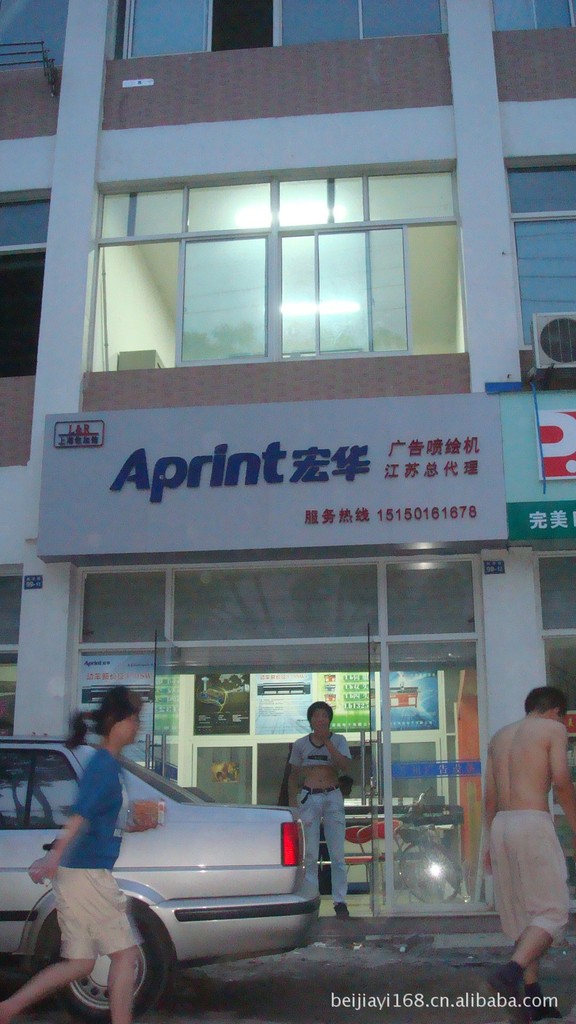 L&R
Aprint宏华
广告喷绘机
江苏总代理
服务热线 15150161678
完美
Aprint
beijiayi168.cn.alibaba.com